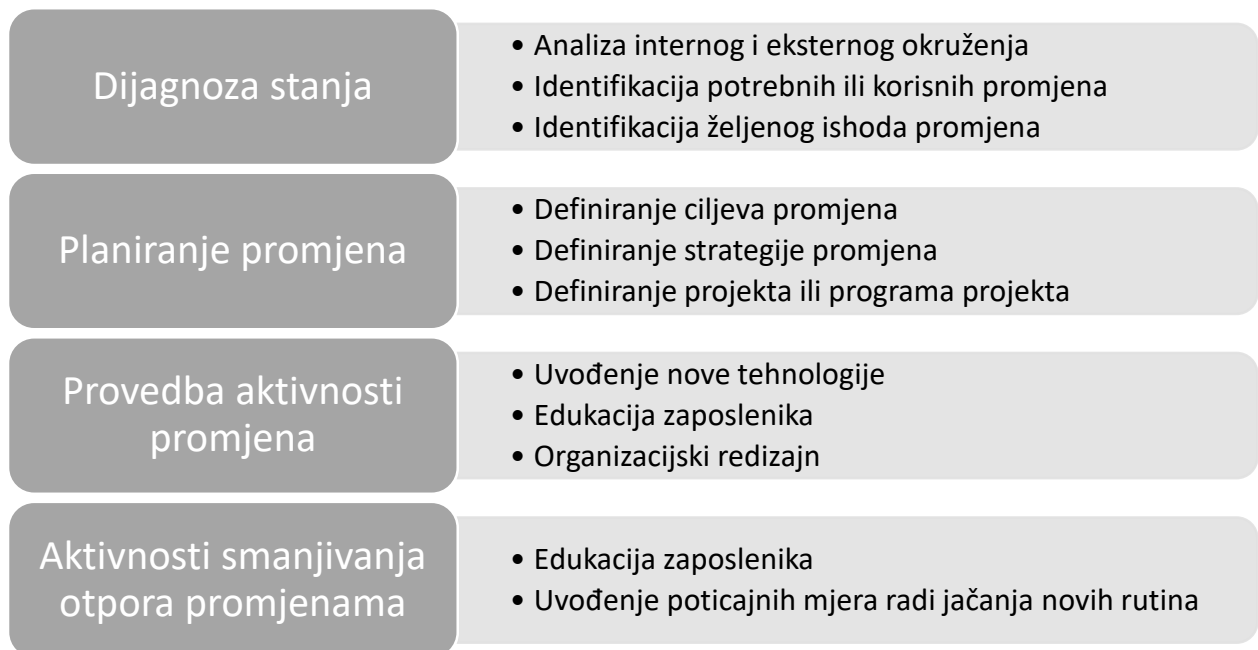 Dijagnoza stanja
• Analiza internog i eksternog okruženja
• Identifikacija potrebnih ili korisnih promjena
• Identifikacija željenog ishoda promjena
Planiranje promjena
• Definiranje ciljeva promjena
• Definiranje strategije promjena
• Definiranje projekta ili programa projekta
Provedba aktivnosti
promjena
• Uvođenje nove tehnologije
• Edukacija zaposlenika
• Organizacijski redizajn
Aktivnosti smanjivanja
otpora promjenama
• Edukacija zaposlenika
• Uvođenje poticajnih mjera radi jačanja novih rutina